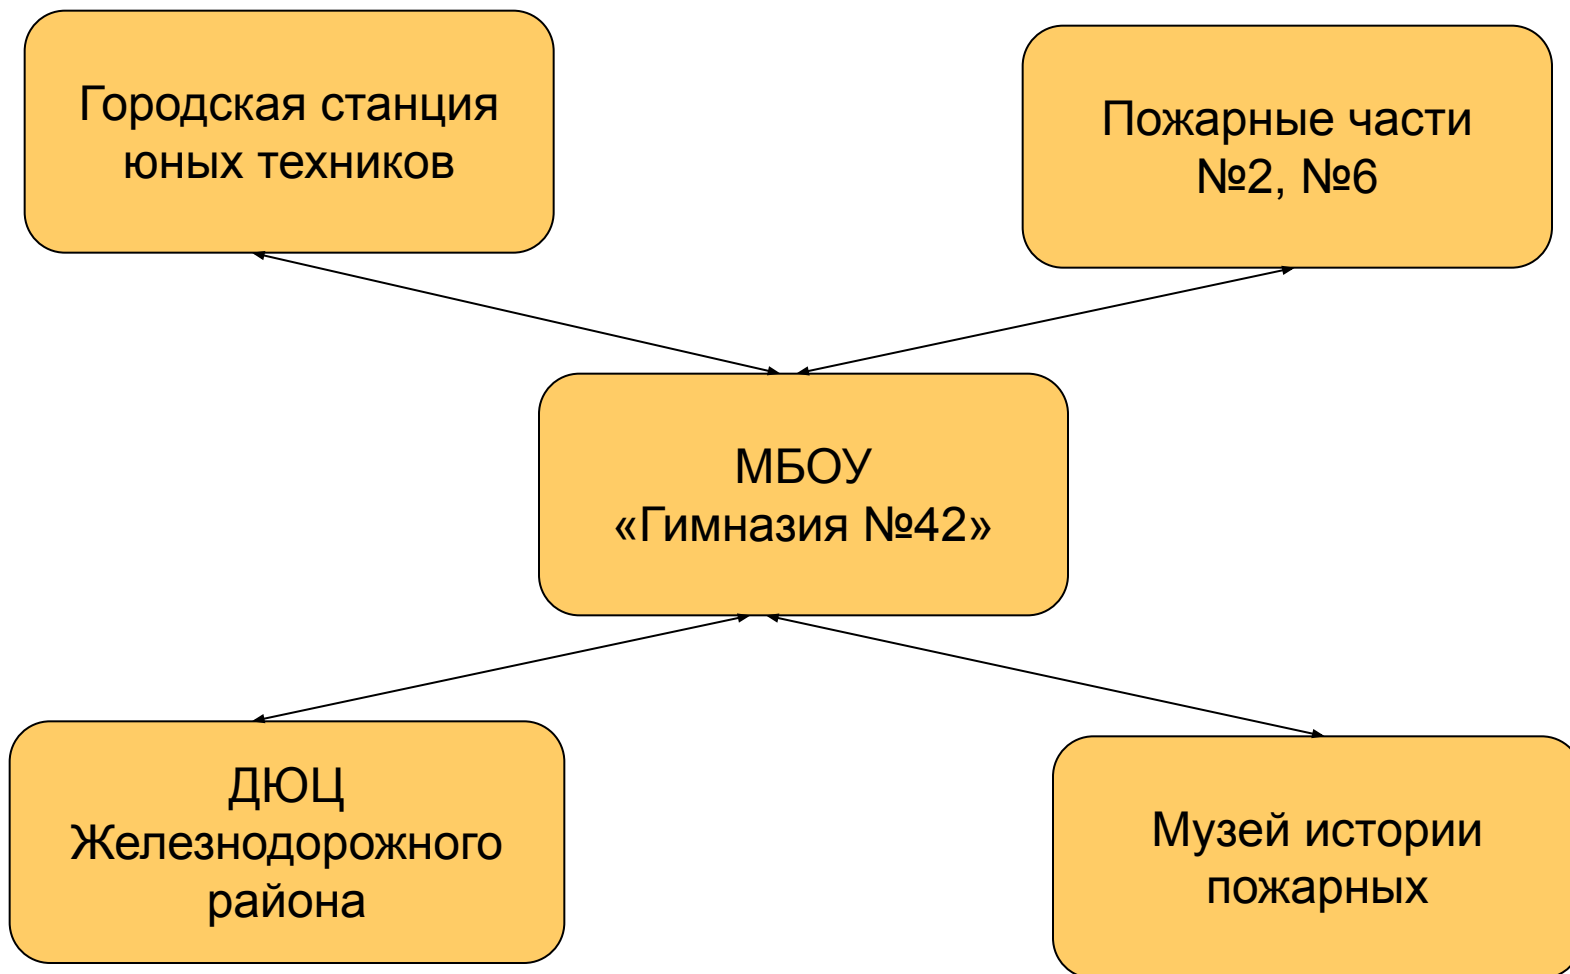 Городская станция
юных техников
Пожарные части
№2, №6
МБОУ
«Гимназия №42»
ДЮЦ
Железнодорожного
района
Музей истории
пожарных